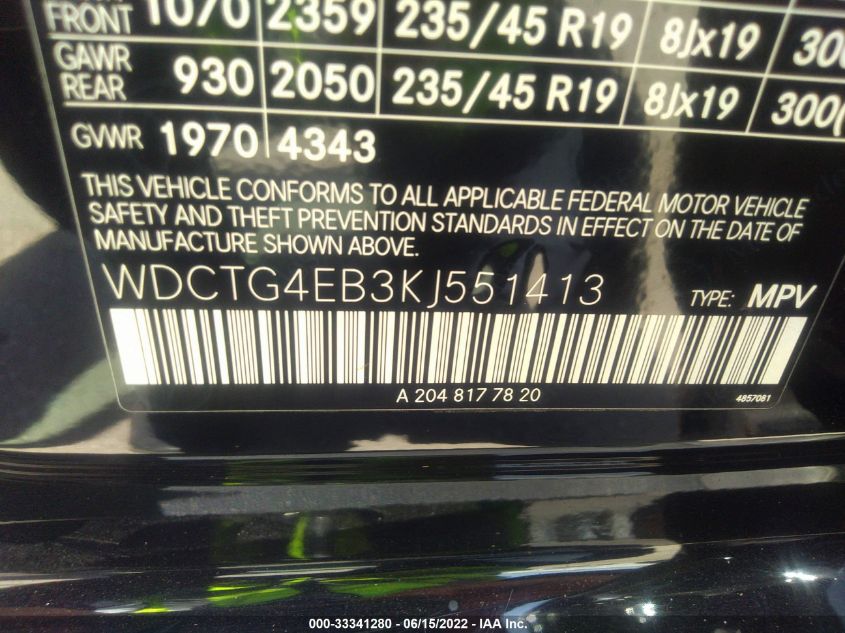 FRONT 1070 2359 235/45 R19 8Jx19 300
GAWR REAR 930 2050 235/45 R19 8Jx19 300(
GVWR 1970 4343
THIS VEHICLE CONFORMS TO ALL APPLICABLE FEDERAL MOTOR VEHICLE
SAFETY AND THEFT PREVENTION STANDARDS IN EFFECT ON THE DATE OF
MANUFACTURE SHOWN ABOVE.
WDCTG4EB3KJ551413 TYPE: MPV
A 204 817 78 20 4857081
000-33341280 - 06/15/2022 - IAA Inc.